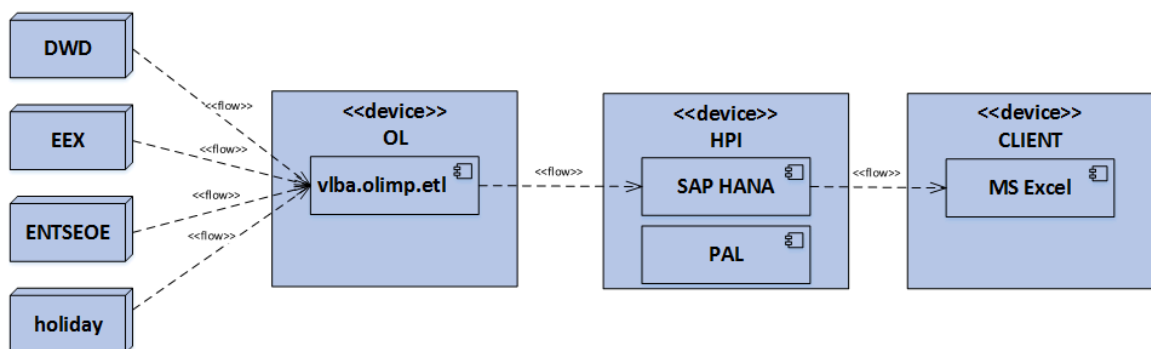 DWD
EEX
ENTSEOE
holiday
<<flow>>
<<flow>>
<<flow>>
<<flow>>
<<device>>
OL
vlba.olimp.etl
<<flow>>
<<device>>
HPI
SAP HANA
PAL
<<flow>>
<<device>>
CLIENT
MS Excel